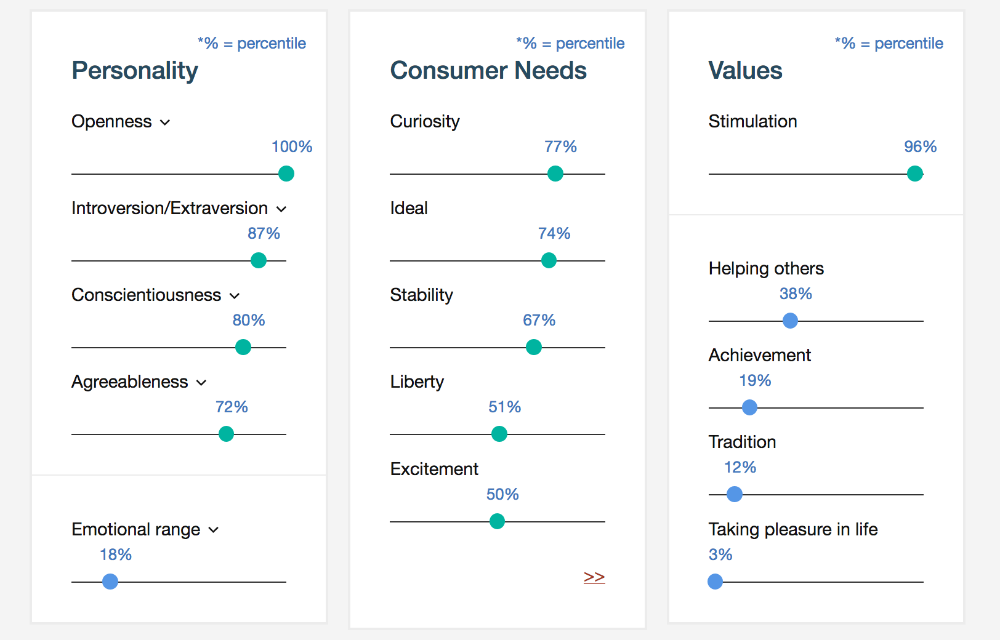 *% = percentile
Personality
Openness
100%
Introversion/Extraversion
87%
Conscientiousness
80%
Agreeableness
72%
Emotional range
18%
*% = percentile
Consumer Needs
Curiosity
77%
Ideal
74%
Stability
67%
Liberty
51%
Excitement
50%
>>
*% = percentile
Values
Stimulation
96%
Helping others
38%
Achievement
19%
Tradition
12%
Taking pleasure in life
3%